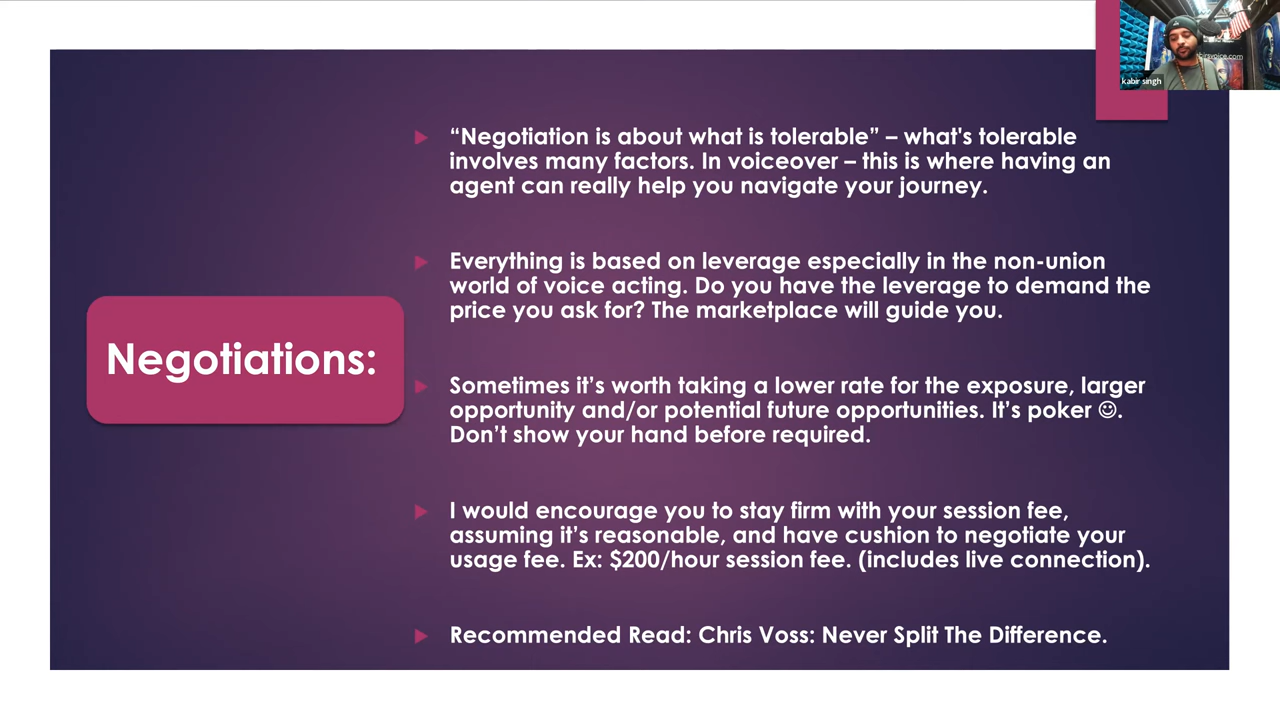 kabir singh
Negotiations:
“Negotiation is about what is tolerable” – what's tolerable
involves many factors. In voiceover – this is where having an
agent can really help you navigate your journey.
Everything is based on leverage especially in the non-union
world of voice acting. Do you have the leverage to demand the
price you ask for? The marketplace will guide you.
Sometimes it’s worth taking a lower rate for the exposure, larger
opportunity and/or potential future opportunities. It’s poker ☺.
Don’t show your hand before required.
I would encourage you to stay firm with your session fee,
assuming it’s reasonable, and have cushion to negotiate your
usage fee. Ex: $200/hour session fee. (includes live connection).
Recommended Read: Chris Voss: Never Split The Difference.